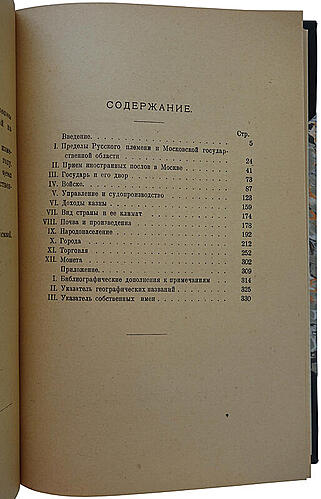 СОДЕРЖАНИЕ.
Стр.
Введение. 5
I. Пределы Русского племени и Московской государ-
ственной области 24
II. Прием иностранных послов в Москве 41
III. Государь и его двор 73
IV. Войско. 87
V. Управление и судопроизводство 123
VI. Доходы казны 159
VII. Вид страны и ее климат 174
VIII. Почва и произведения 178
IX. Народонаселение 192
X. Города 212
XI. Торговля 252
XII. Монета 302
Приложение. 309
I. Библиографические дополнения к примечаниям 314
II. Указатель географических названий 325
III. Указатель собственных имен 330